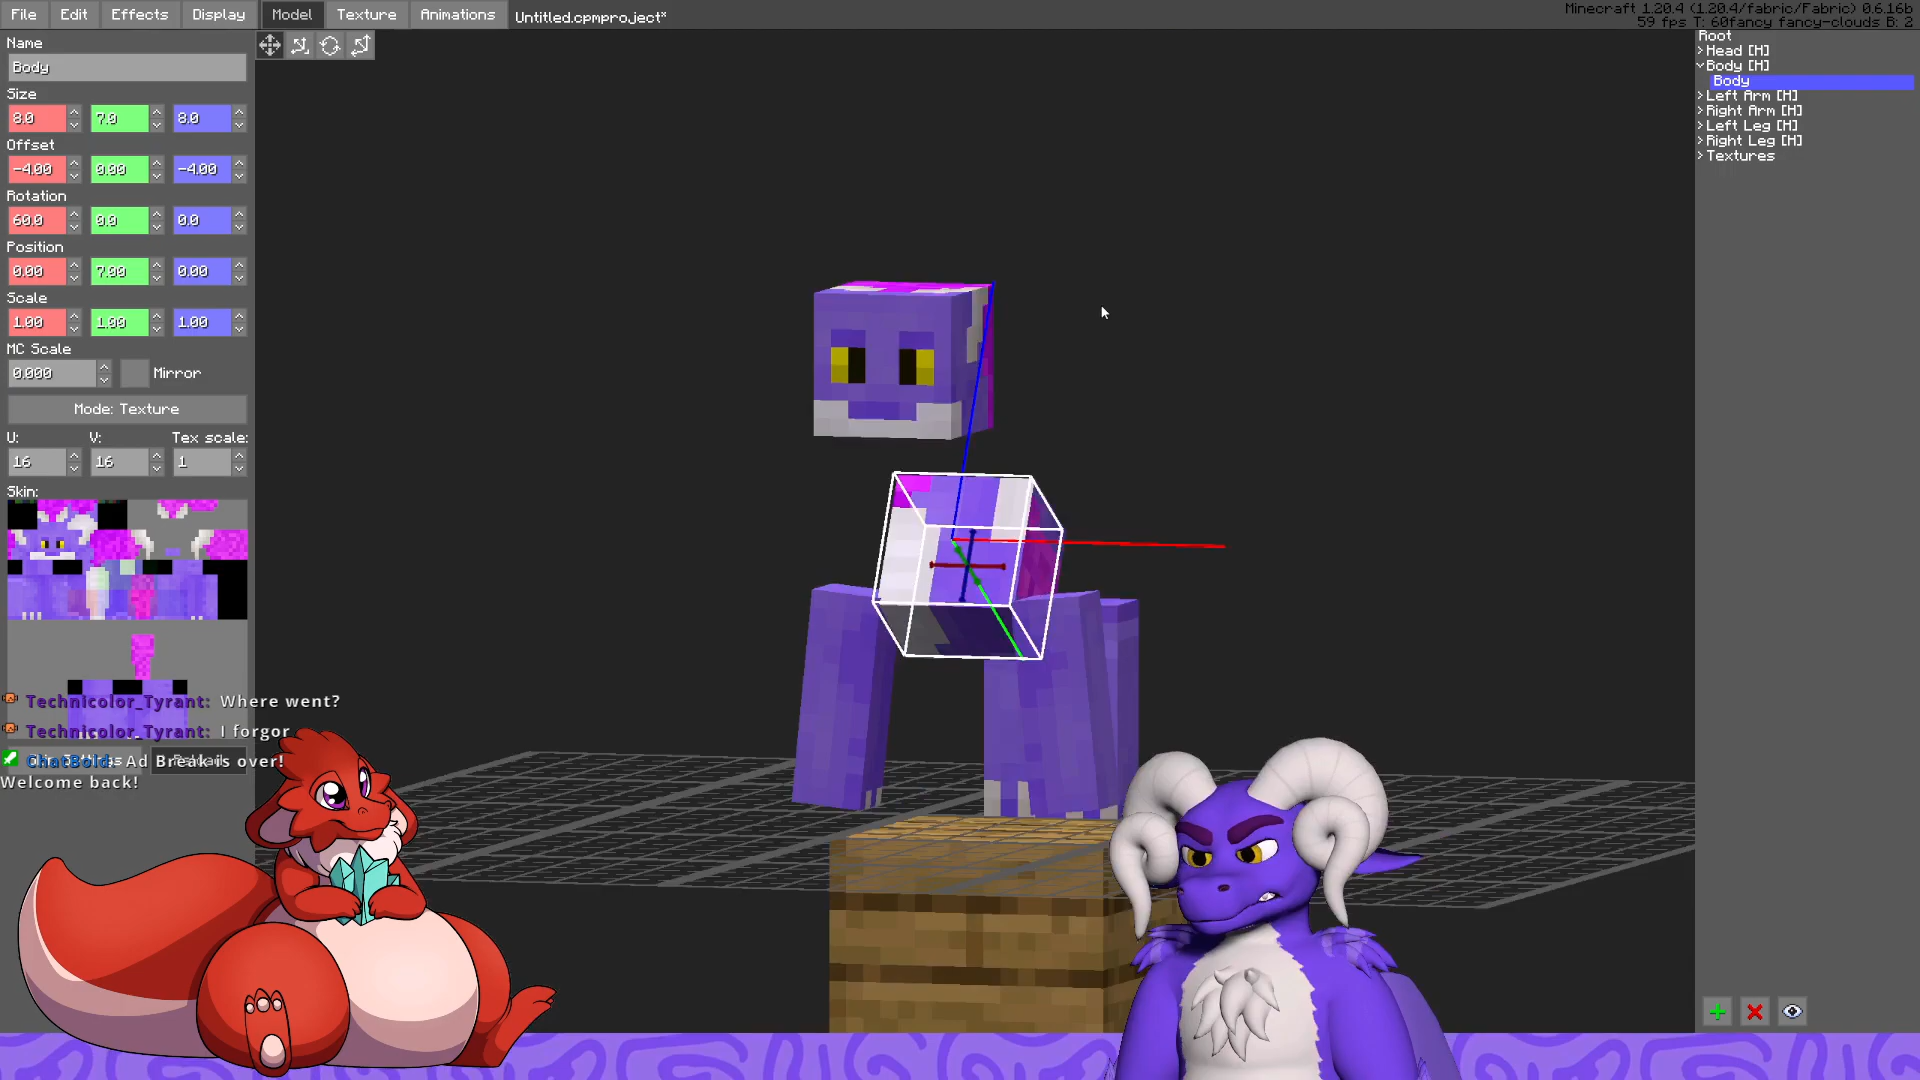 File Edit Effects Display Model Texture Animations Untitled.cpmproject*
Minecraft 1.20.4 (1.20.4/fabric/Fabric) 0.6.16b
59 fps T: 60fancy fancy-clouds B: 2
Name
Body
Size
8.0 7.0 8.0
Offset
-4.00 0.00 -4.00
Rotation
60.0 0.0 0.0
Position
0.00 7.00 0.00
Scale
1.00 1.00 1.00
MC Scale
0.000 Mirror
Mode: Texture
U: V: Tex scale:
16 16 1
Skin:
Technicolor_Tyrant: Where went?
Technicolor_Tyrant: I forgor
ChatBold: Ad Break is over!
Welcome back!
Root
Head [H]
Body [H]
Body
Left Arm [H]
Right Arm [H]
Left Leg [H]
Right Leg [H]
Textures